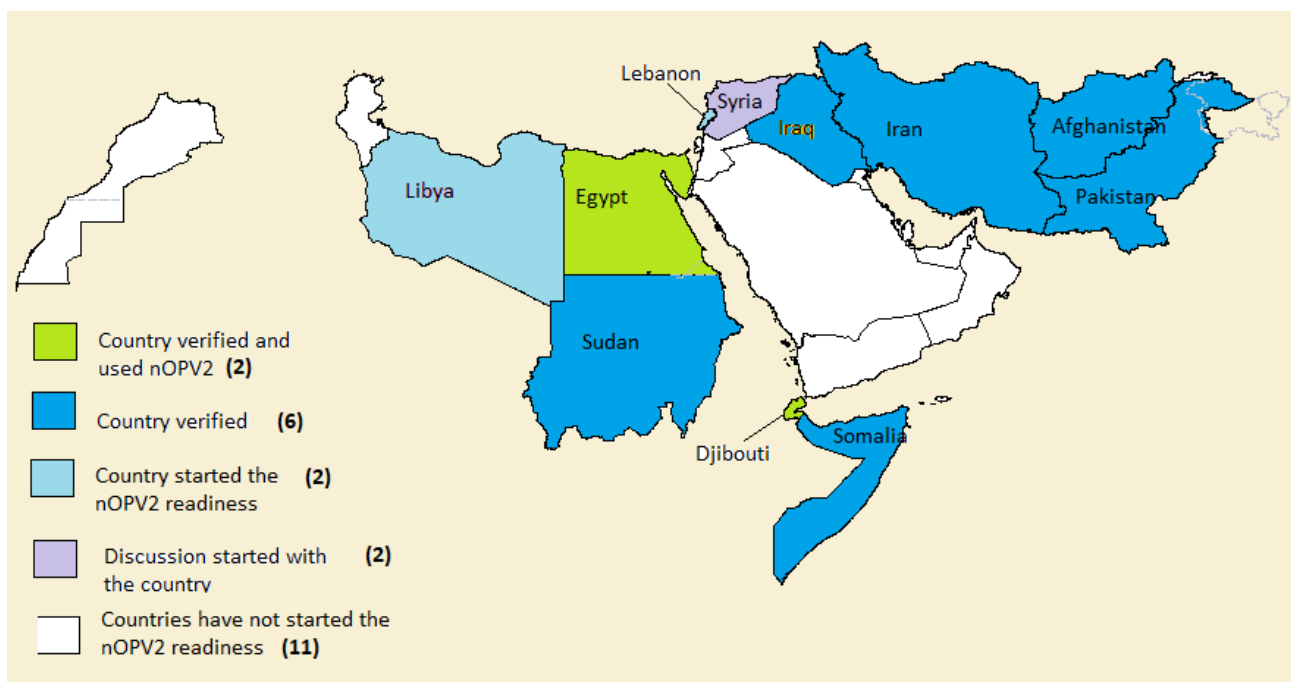 Lebanon
Syria
Iraq
Iran
Afghanistan
Pakistan
Libya
Egypt
Sudan
Djibouti
Somalia
Country verified and
used nOPV2 (2)
Country verified (6)
Country started the (2)
nOPV2 readiness
Discussion started with (2)
the country
Countries have not started the
nOPV2 readiness (11)